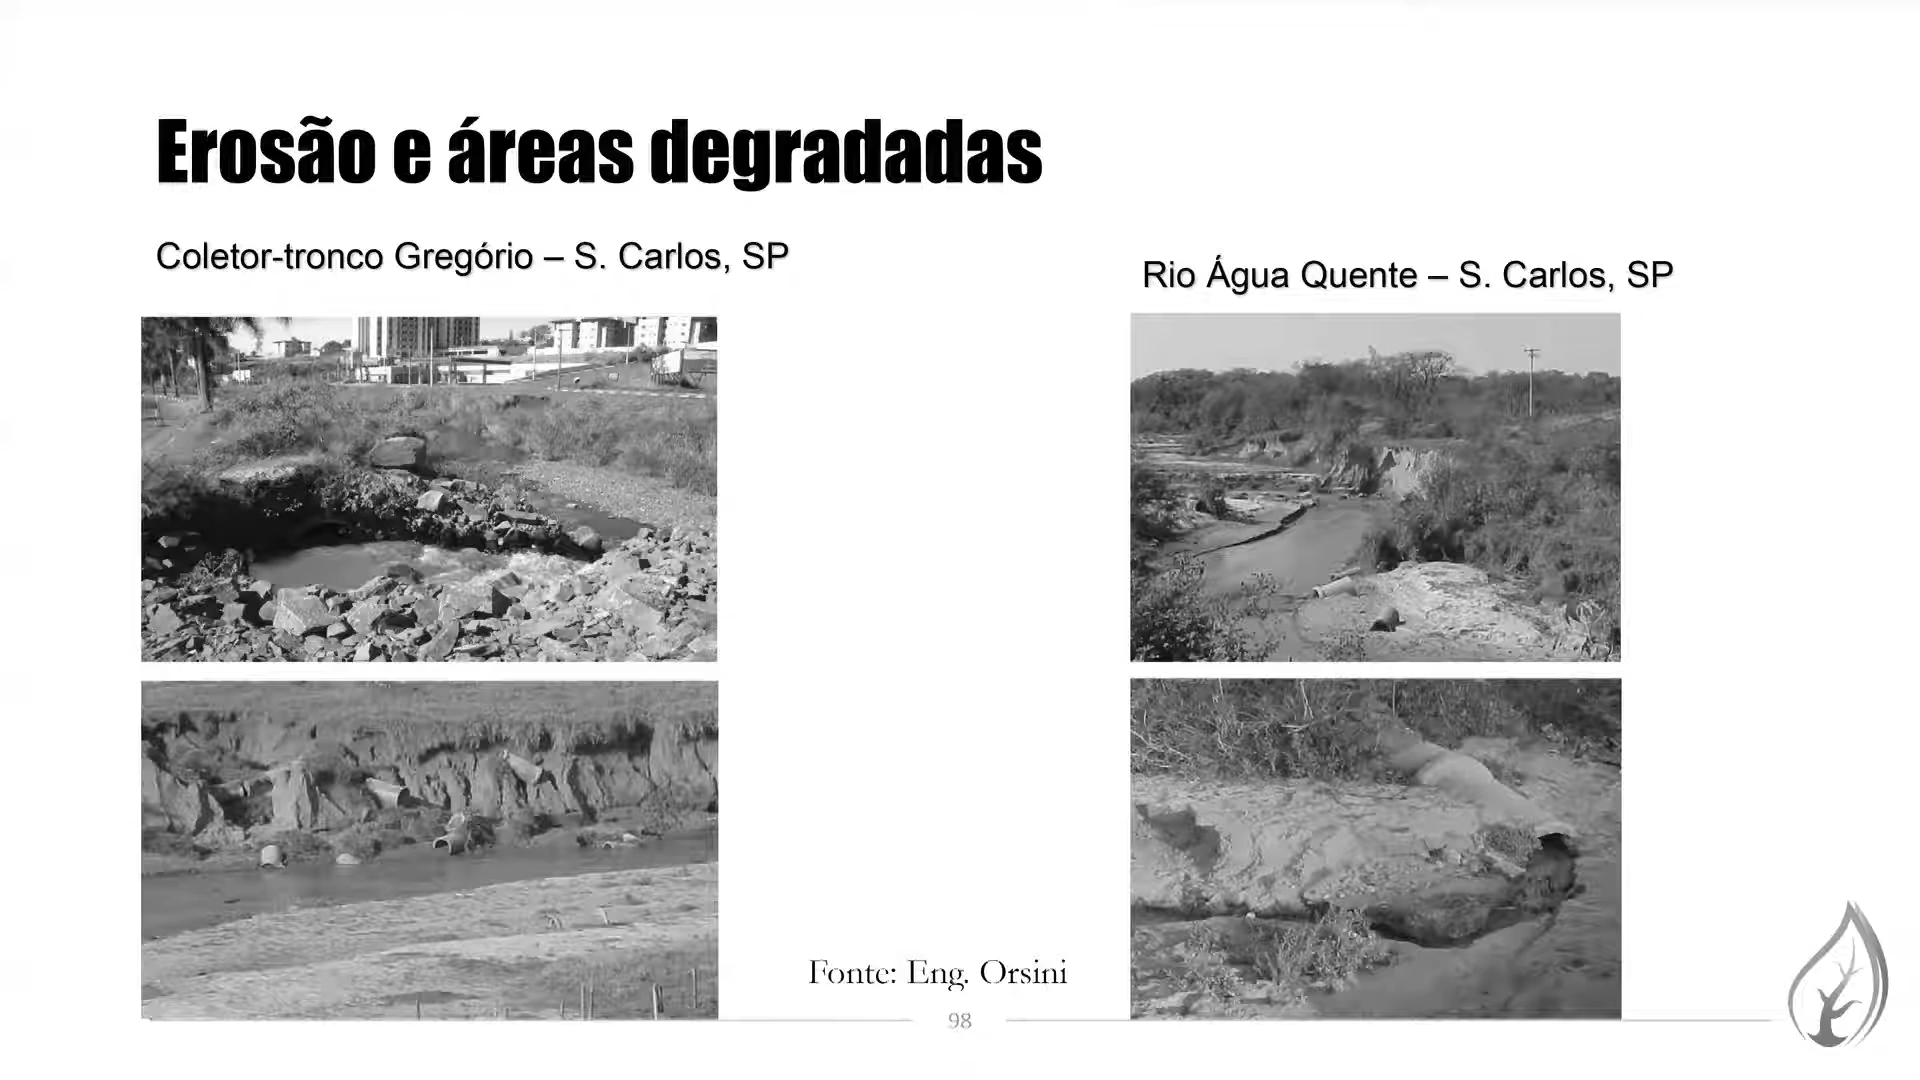 Erosão e áreas degradadas
Coletor-tronco Gregório – S. Carlos, SP
Rio Água Quente – S. Carlos, SP
Fonte: Eng. Orsini
98